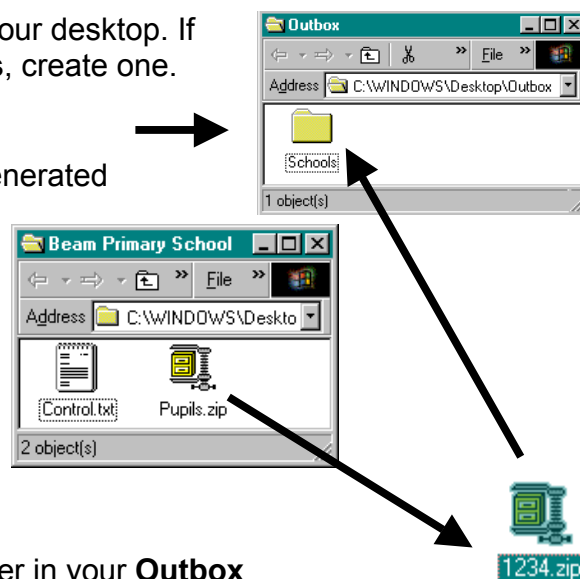 our desktop. If
s, create one.
Outbox
File
Address C:\WINDOWS\Desktop\Outbox
Schools
1 object(s)
enerated
Beam Primary School
File
Address C:\WINDOWS\Deskto
Control.txt Pupils.zip
2 object(s)
1234.zip
er in your Outbox